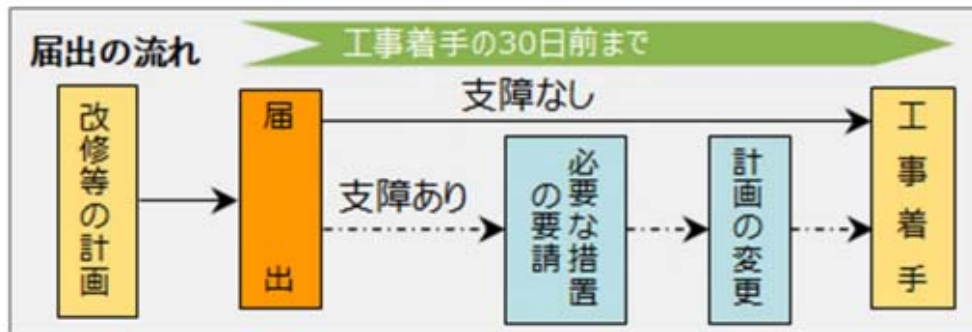 届出の流れ
工事着手の30日前まで
改修等の計画
届出
支障なし
支障あり
必要な措置
の要請
計画の変更
工事着手